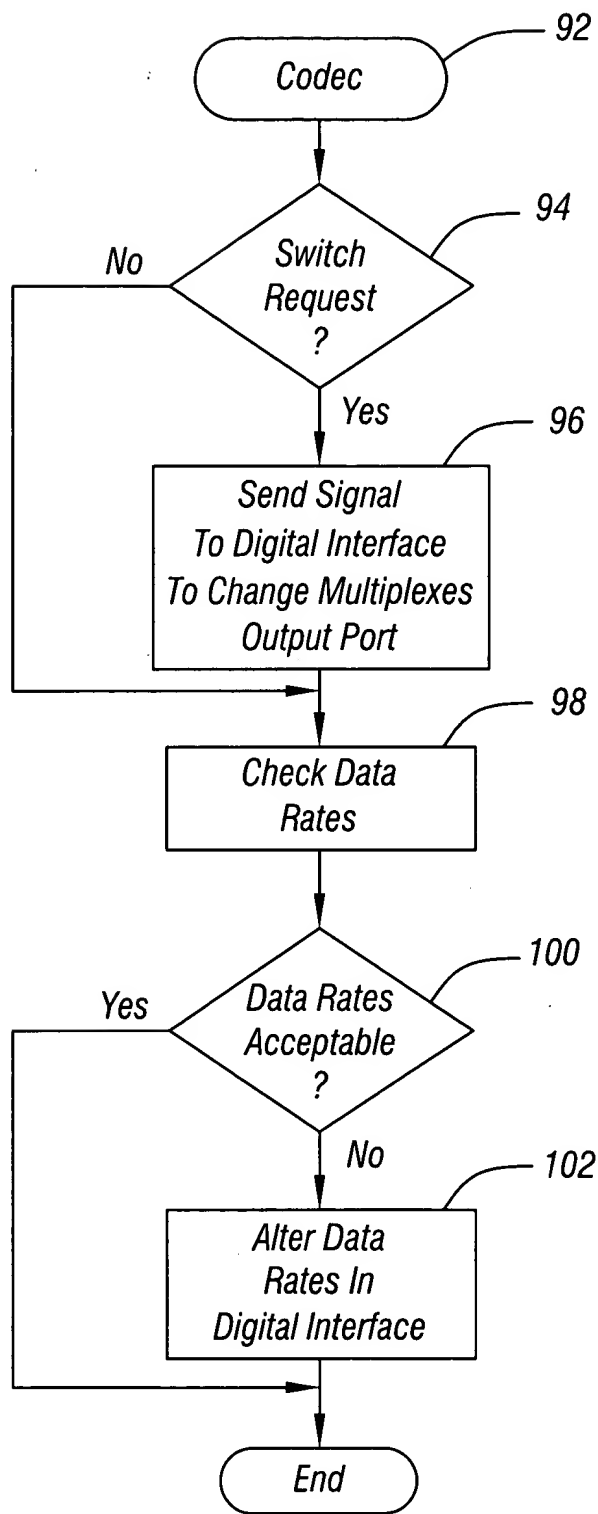 92
Codec
94
No
Switch
Request
?
Yes
96
Send Signal
To Digital Interface
To Change Multiplexes
Output Port
98
Check Data
Rates
100
Yes
Data Rates
Acceptable
?
No
102
Alter Data
Rates In
Digital Interface
End